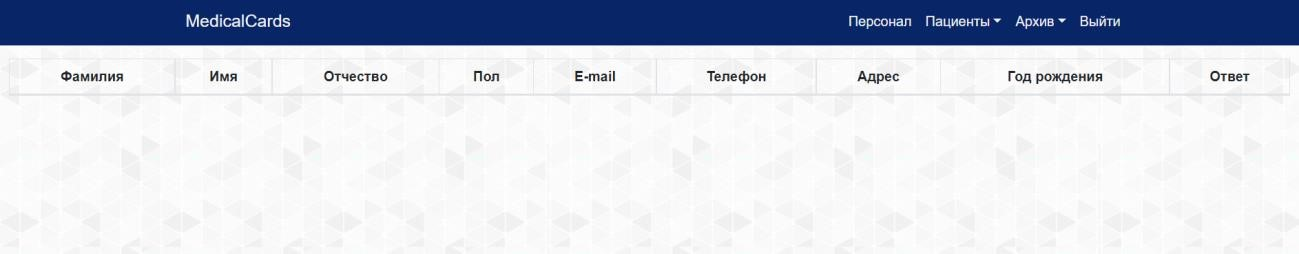 MedicalCards Персонал Пациенты Архив Выйти
Фамилия Имя Отчество Пол E-mail Телефон Адрес Год рождения Ответ